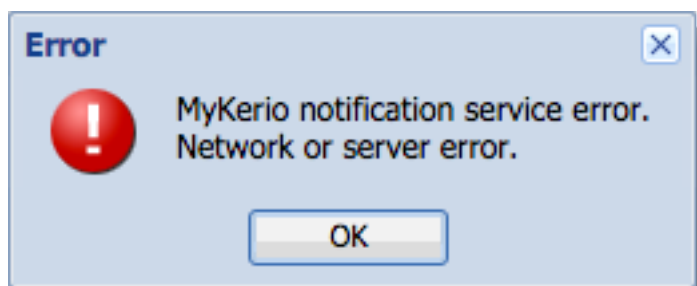 Error
MyKerio notification service error.
Network or server error.
OK